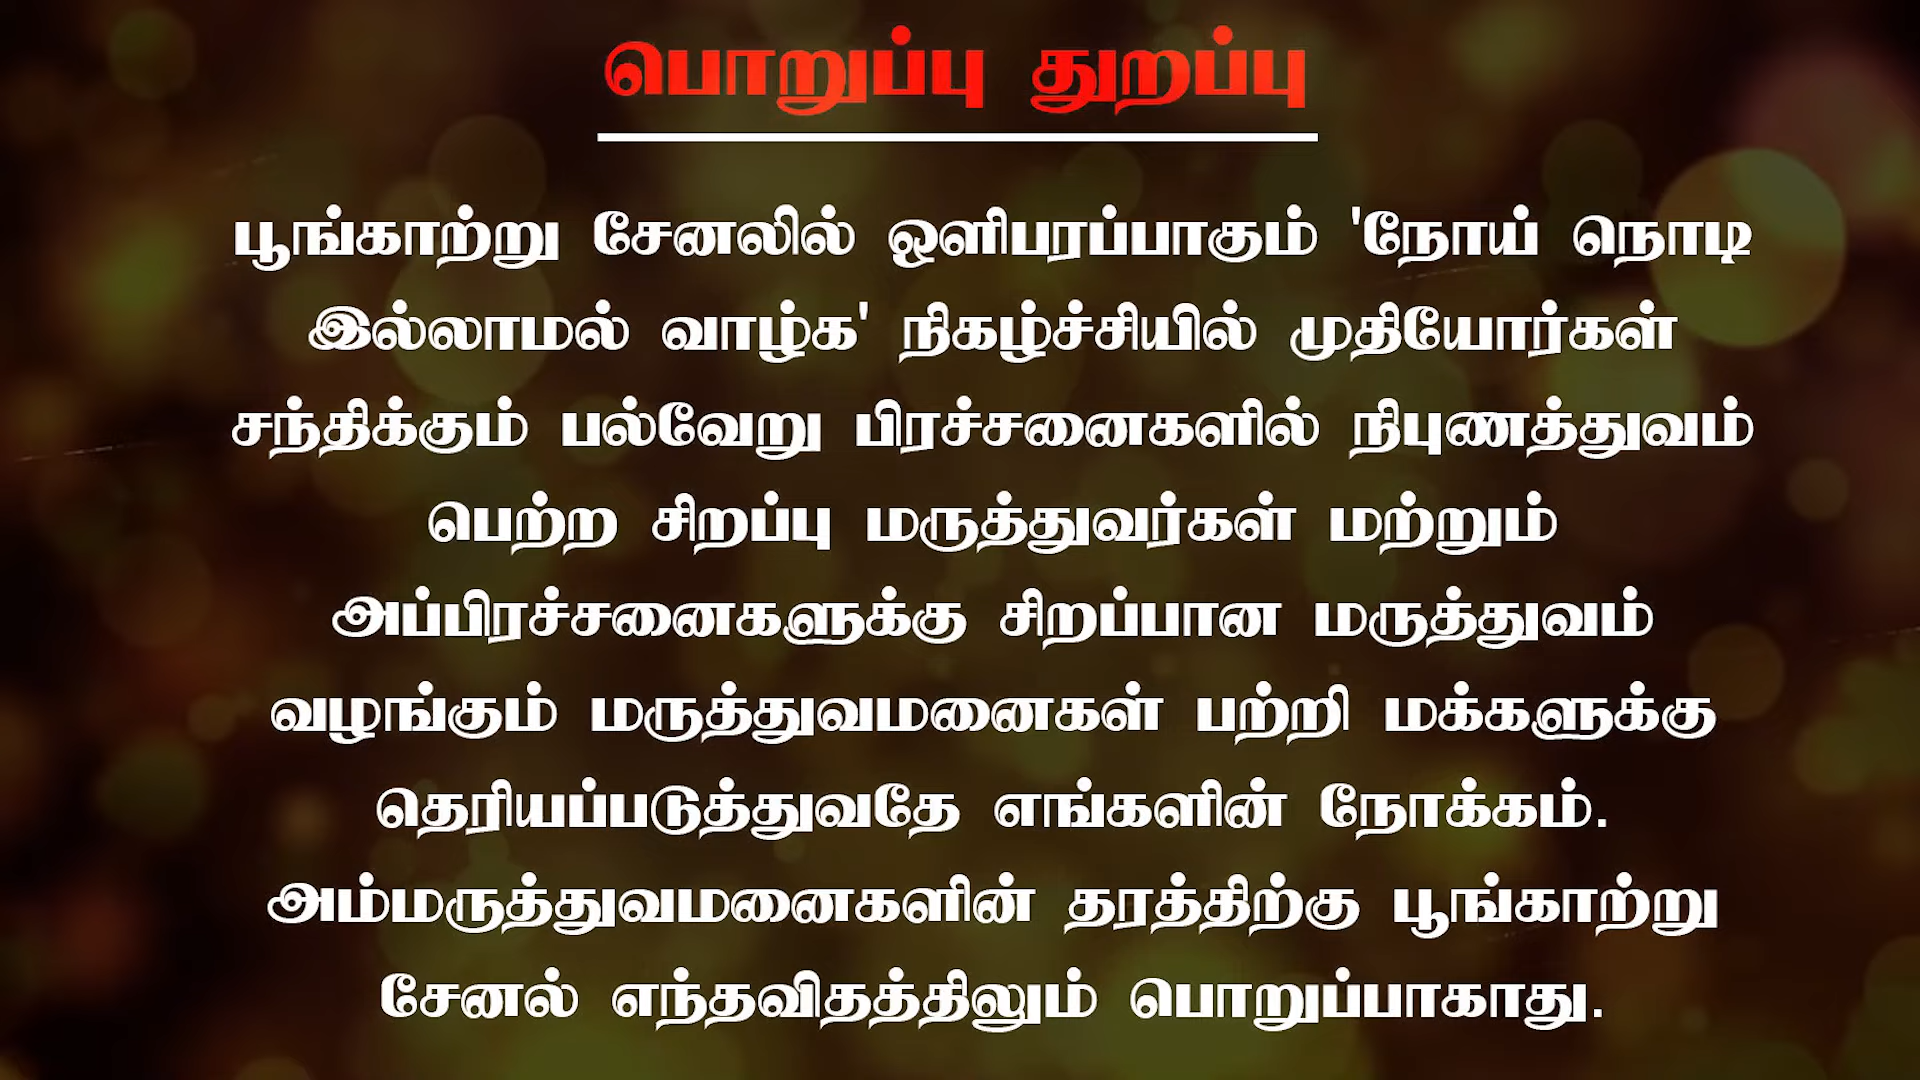 பொறுப்பு துறப்பு
பூங்காற்று சேனலில் ஒளிபரப்பாகும் 'நோய் நொடி
இல்லாமல் வாழ்க' நிகழ்ச்சியில் முதியோர்கள்
சந்திக்கும் பல்வேறு பிரச்சனைகளில் நிபுணத்துவம்
பெற்ற சிறப்பு மருத்துவர்கள் மற்றும்
அப்பிரச்சனைகளுக்கு சிறப்பான மருத்துவம்
வழங்கும் மருத்துவமனைகள் பற்றி மக்களுக்கு
தெரியப்படுத்துவதே எங்களின் நோக்கம்.
அம்மருத்துவமனைகளின் தரத்திற்கு பூங்காற்று
சேனல் எந்தவிதத்திலும் பொறுப்பாகாது.